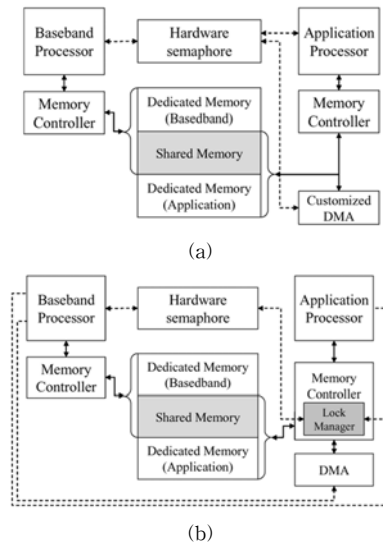 Baseband
Processor
Hardware
semaphore
Application
Processor
Memory
Controller
Dedicated Memory
(Basedband)
Shared Memory
Dedicated Memory
(Application)
Memory
Controller
Customized
DMA
(a)
Baseband
Processor
Hardware
semaphore
Application
Processor
Memory
Controller
Dedicated Memory
(Basedband)
Shared Memory
Dedicated Memory
(Application)
Memory
Controller
Lock
Manager
DMA
(b)